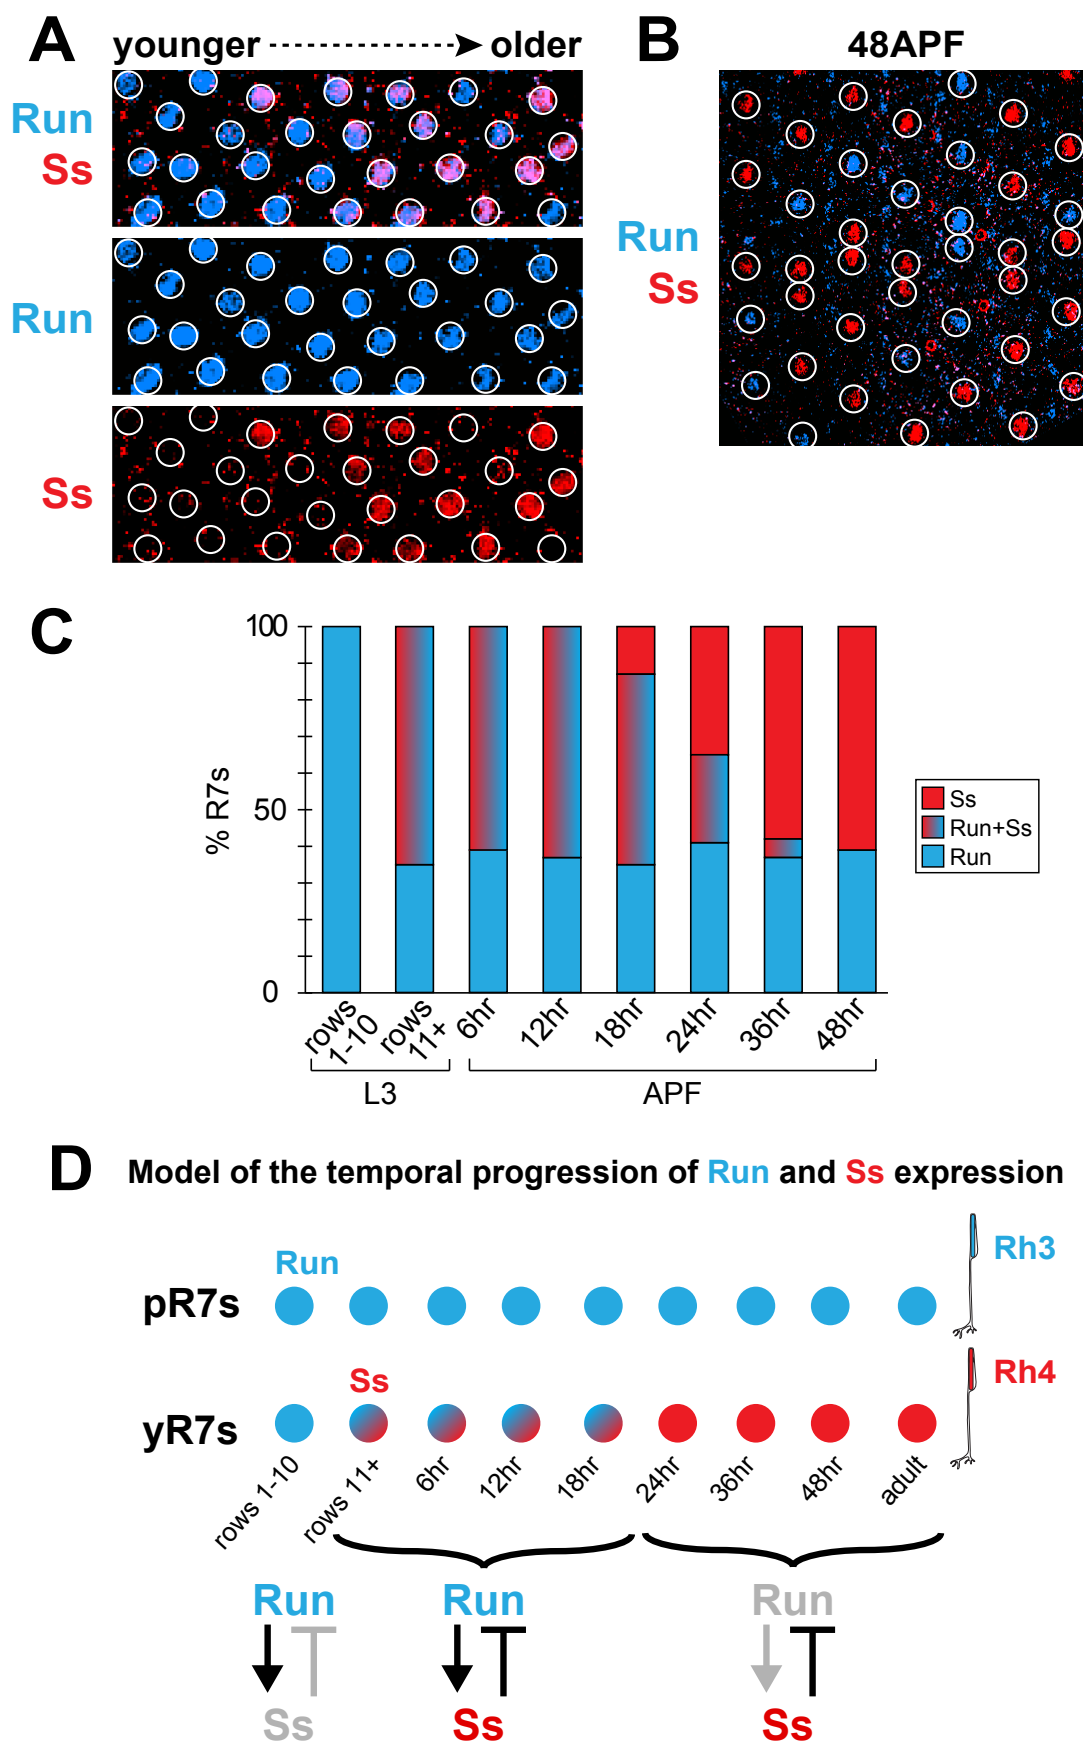 A
younger
older
Run
Ss
Run
Ss
B
48APF
Run
Ss
C
100
50
0
% R7s
rows
1-10
rows
11+
6hr
12hr
18hr
24hr
36hr
48hr
L3
APF
Ss
Run+Ss
Run
D
Model of the temporal progression of Run and Ss expression
Run
pR7s
Rh3
Ss
yR7s
Rh4
rows 1-10
rows 11+
6hr
12hr
18hr
24hr
36hr
48hr
adult
Run
Run
Run
Ss
Ss
Ss